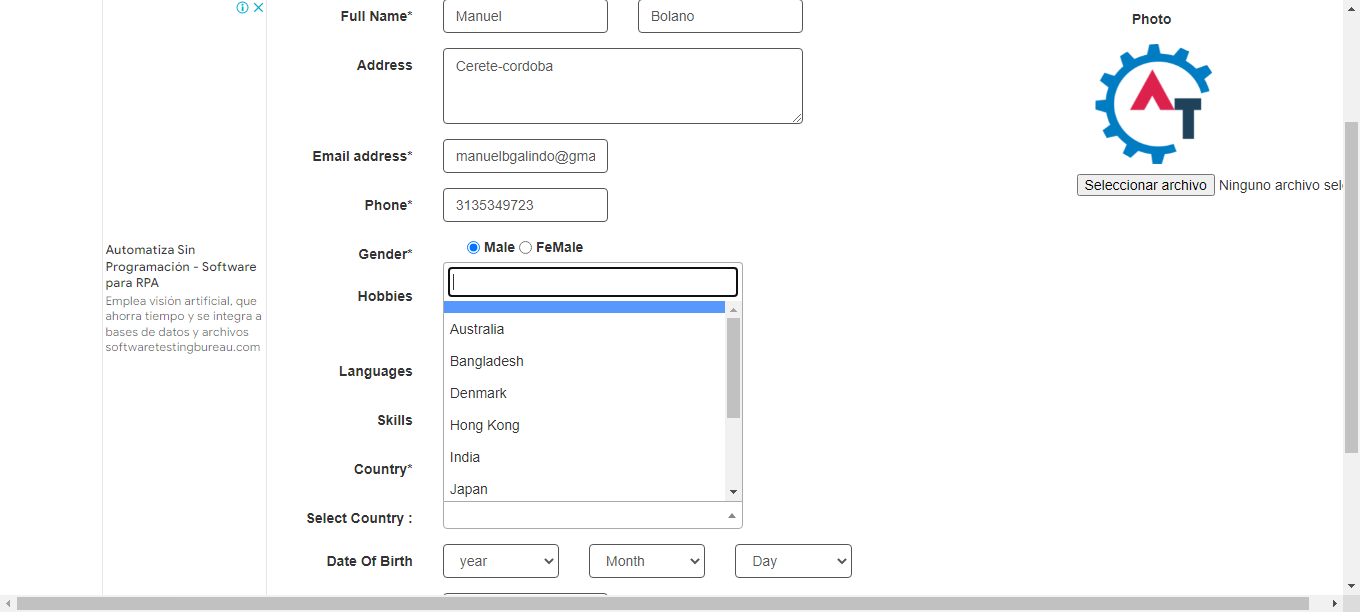 Full Name*
Manuel
Bolano
Photo
Address
Cerete-cordoba
Email address*
manuelbgalindo@gma
Phone*
3135349723
Seleccionar archivo
Ninguno archivo sel
Gender*
Male
FeMale
Automatiza Sin
Programación - Software
para RPA
Emplea visión artificial, que
ahorra tiempo y se integra a
bases de datos y archivos
softwaretestingbureau.com
Hobbies
Languages
Skills
Country*
Australia
Bangladesh
Denmark
Hong Kong
India
Japan
Select Country :
Date Of Birth
year
Month
Day